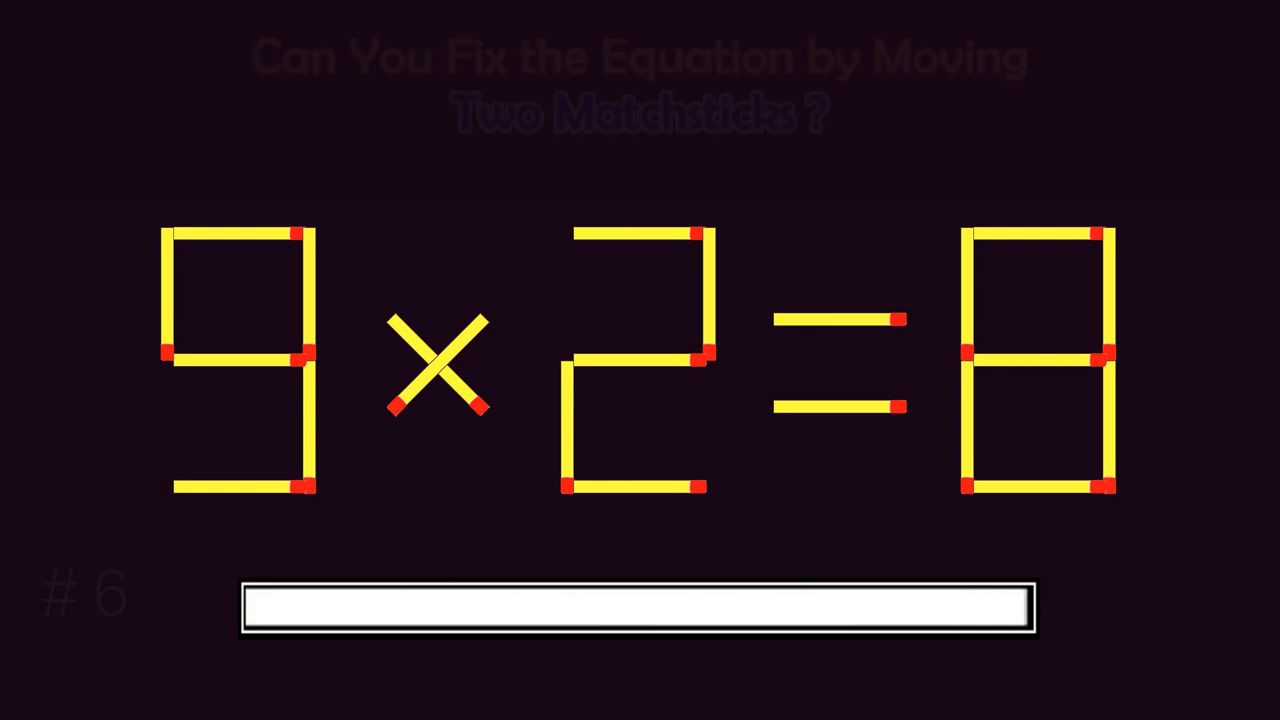 Can You Fix the Equation by Moving
Two Matchsticks ?
9 × 2 = 8
# 6